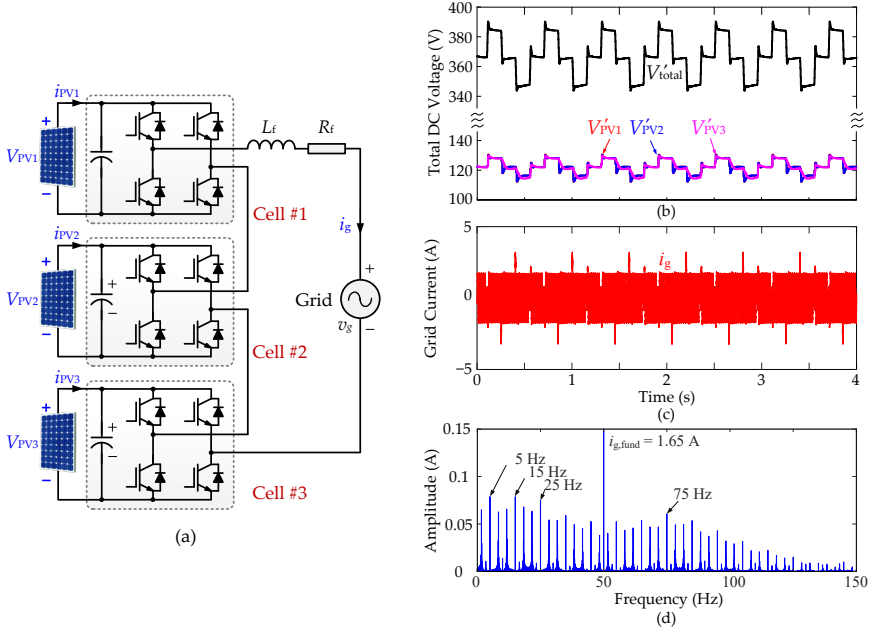 iPV1
+
VPV1
−
Cell #1
Lf
Rf
ig
+
Grid
vg
−
iPV2
+
VPV2
−
+
−
Cell #2
iPV3
+
VPV3
−
+
−
Cell #3
(a)
Total DC Voltage (V)
400
380
360
340
140
120
100
V′total
V′PV1
V′PV2
V′PV3
(b)
Grid Current (A)
5
0
−5
ig
0
1
2
3
4
Time (s)
(c)
Amplitude (A)
0.15
0.1
0.05
0
ig,fund = 1.65 A
5 Hz
15 Hz
25 Hz
75 Hz
0
50
100
150
Frequency (Hz)
(d)